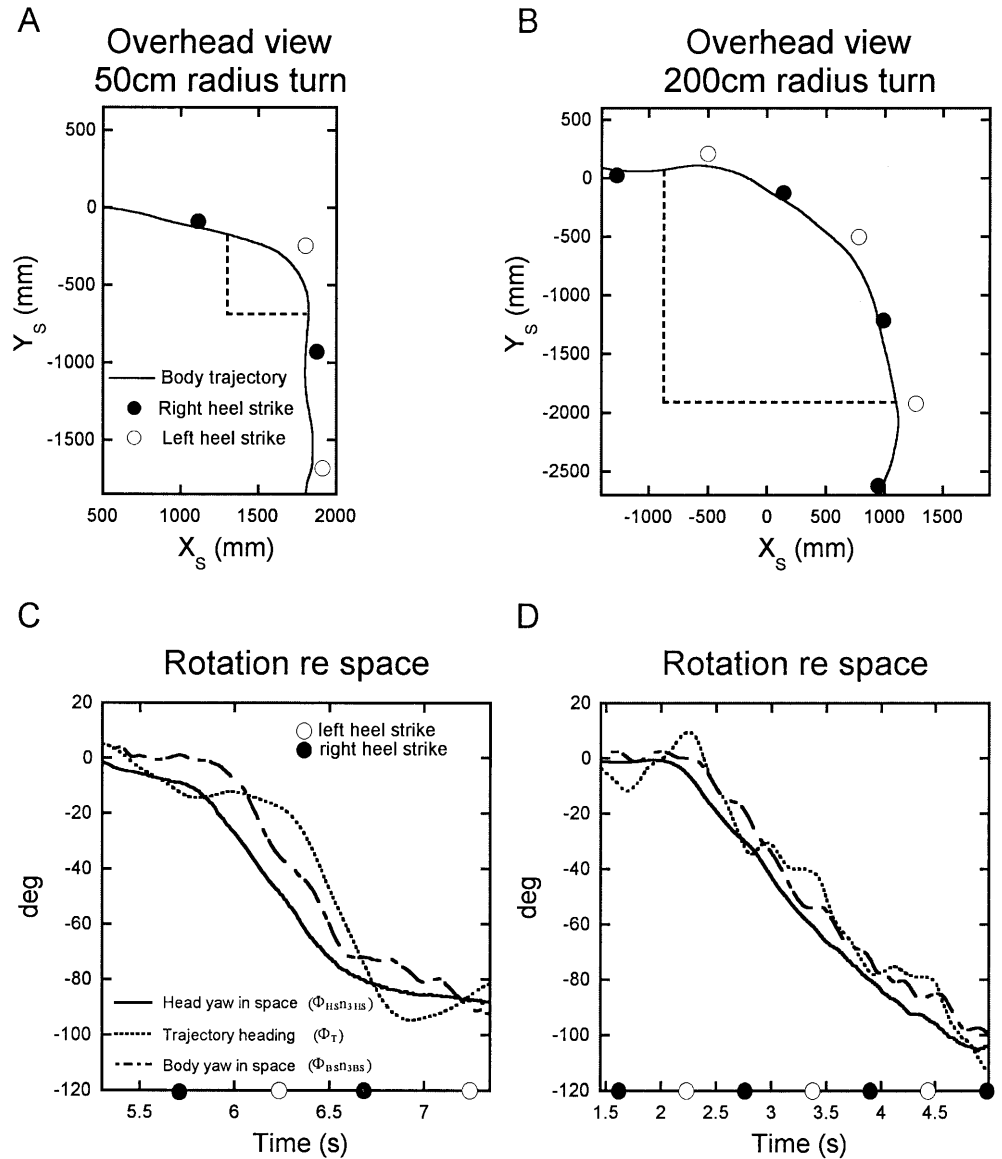 A
Overhead view
50cm radius turn
500
0
-500
-1000
-1500
Y_S (mm)
Body trajectory
Right heel strike
Left heel strike
500 1000 1500 2000
X_S (mm)
B
Overhead view
200cm radius turn
500
0
-500
-1000
-1500
-2000
-2500
Y_S (mm)
-1000 -500 0 500 1000 1500
X_S (mm)
C
Rotation re space
20
0
-20
-40
-60
-80
-100
-120
deg
left heel strike
right heel strike
Head yaw in space (Φ_HSn3HS)
Trajectory heading (Φ_T)
Body yaw in space (Φ_BSn3BS)
5.5 6 6.5 7
Time (s)
D
Rotation re space
20
0
-20
-40
-60
-80
-100
-120
deg
1.5 2 2.5 3 3.5 4 4.5
Time (s)